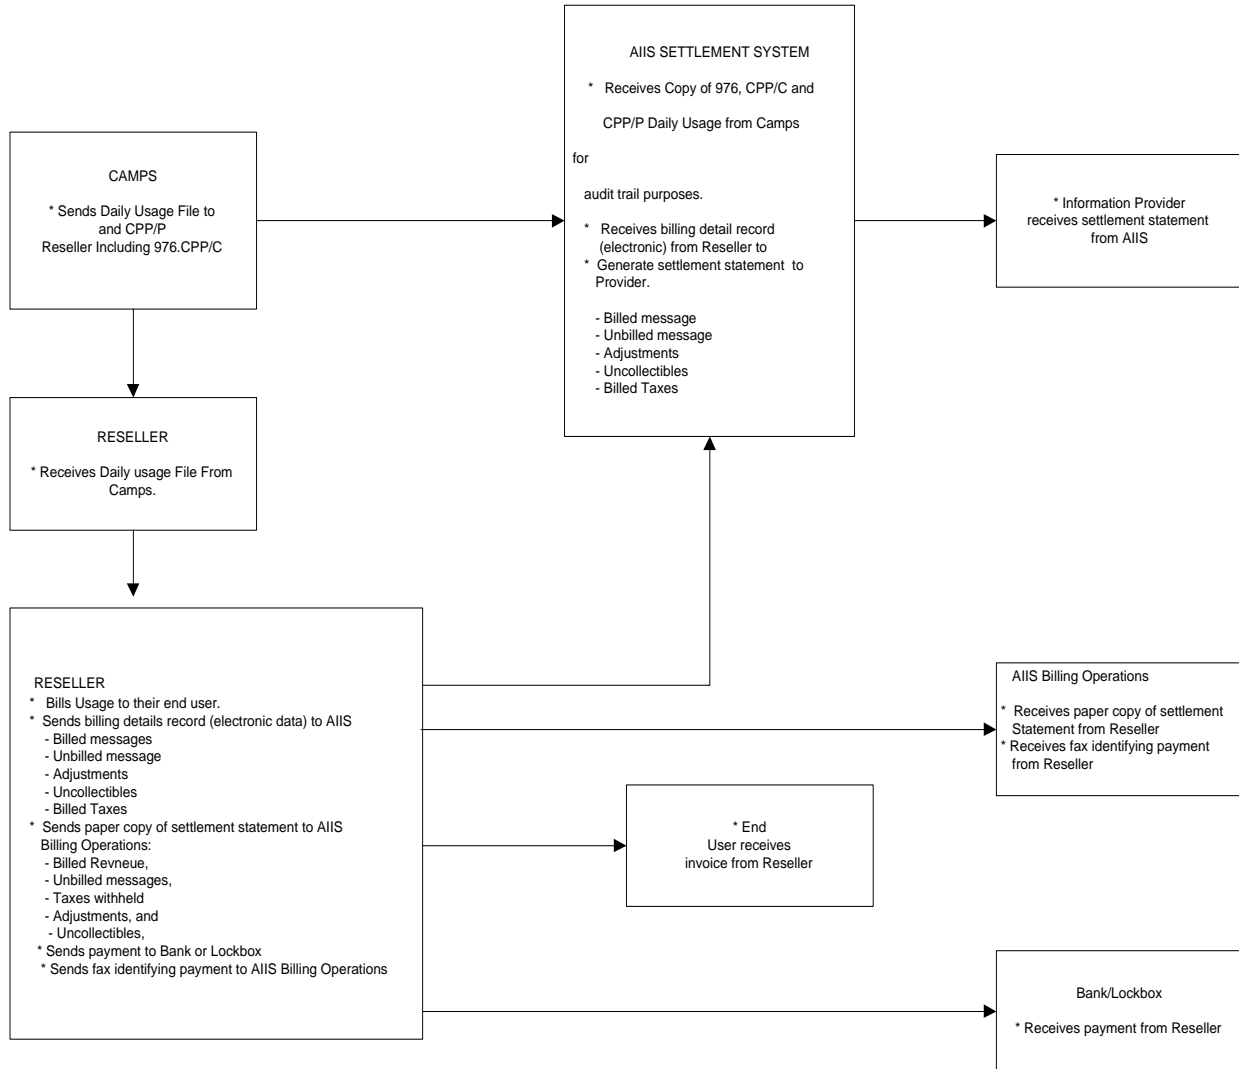 AIIS SETTLEMENT SYSTEM
* Receives Copy of 976, CPP/C and
CPP/P Daily Usage from Camps
for
audit trail purposes.
* Receives billing detail record
(electronic) from Reseller to
* Generate settlement statement to
Provider.
- Billed message
- Unbilled message
- Adjustments
- Uncollectibles
- Billed Taxes
CAMPS
* Sends Daily Usage File to
and CPP/P
Reseller Including 976.CPP/C
* Information Provider
receives settlement statement
from AIIS
RESELLER
* Receives Daily usage File From
Camps.
RESELLER
* Bills Usage to their end user.
* Sends billing details record (electronic data) to AIIS
- Billed messages
- Unbilled message
- Adjustments
- Uncollectibles
- Billed Taxes
* Sends paper copy of settlement statement to AIIS
Billing Operations:
- Billed Revneue,
- Unbilled messages,
- Taxes withheld
- Adjustments, and
- Uncollectibles,
* Sends payment to Bank or Lockbox
* Sends fax identifying payment to AIIS Billing Operations
AIIS Billing Operations
* Receives paper copy of settlement
Statement from Reseller
* Receives fax identifying payment
from Reseller
* End
User receives
invoice from Reseller
Bank/Lockbox
* Receives payment from Reseller